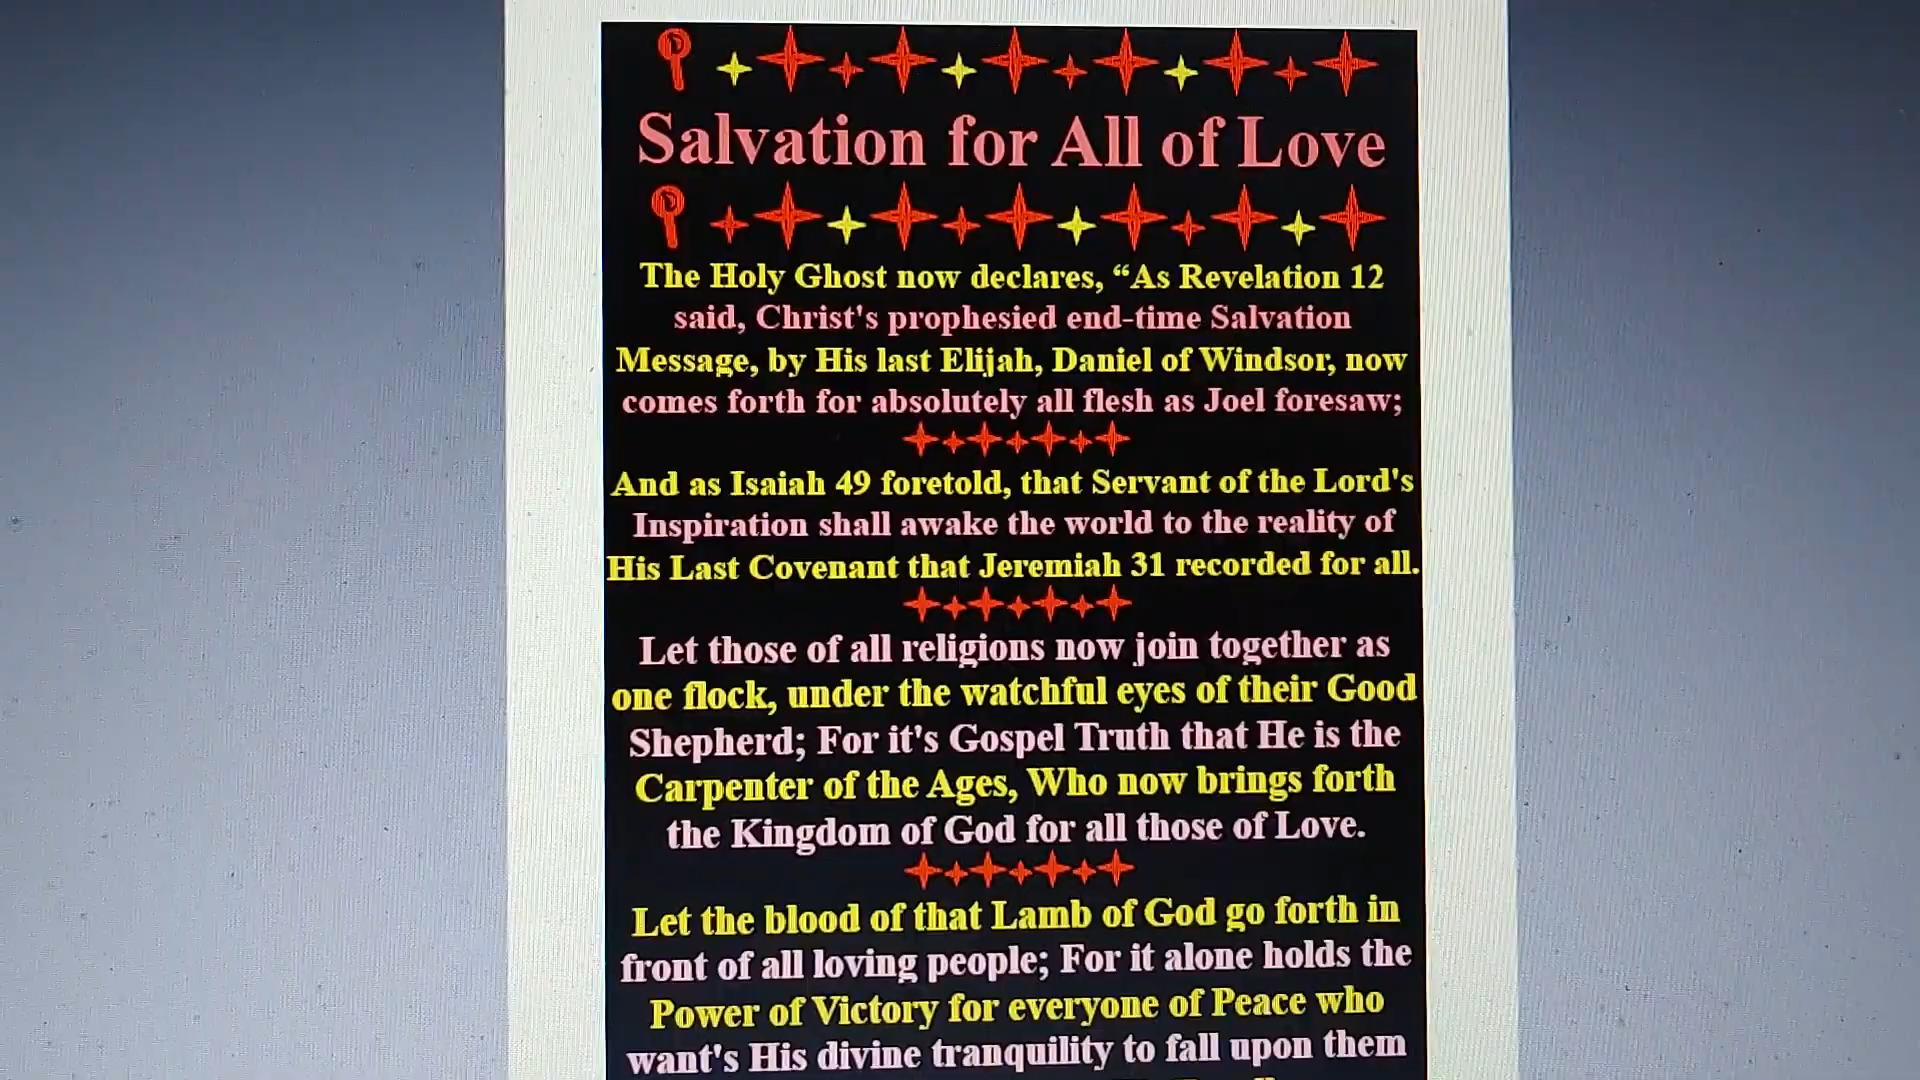 Salvation for All of Love
The Holy Ghost now declares, “As Revelation 12
said, Christ's prophesied end-time Salvation
Message, by His last Elijah, Daniel of Windsor, now
comes forth for absolutely all flesh as Joel foresaw;
And as Isaiah 49 foretold, that Servant of the Lord's
Inspiration shall awake the world to the reality of
His Last Covenant that Jeremiah 31 recorded for all.
Let those of all religions now join together as
one flock, under the watchful eyes of their Good
Shepherd; For it's Gospel Truth that He is the
Carpenter of the Ages, Who now brings forth
the Kingdom of God for all those of Love.
Let the blood of that Lamb of God go forth in
front of all loving people; For it alone holds the
Power of Victory for everyone of Peace who
want's His divine tranquility to fall upon them